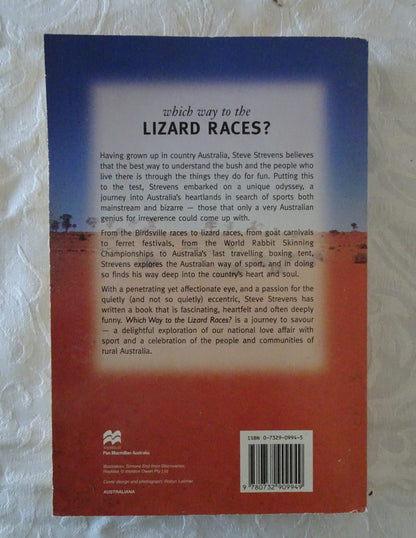 which way to the
LIZARD RACES?
Having grown up in country Australia, Steve Strevens believes
that the best way to understand the bush and the people who
live there is through the things they do for fun. Putting this
to the test, Strevens embarked on a unique odyssey, a
journey into Australia's heartlands in search of sports both
mainstream and bizarre — those that only a very Australian
genius for irreverence could come up with.
From the Birdsville races to lizard races, from goat carnivals
to ferret festivals, from the World Rabbit Skinning
Championships to Australia's last travelling boxing tent,
Strevens explores the Australian way of sport, and in doing
so finds his way deep into the country's heart and soul.
With a penetrating yet affectionate eye, and a passion for the
quietly (and not so quietly) eccentric, Steve Strevens has
written a book that is fascinating, heartfelt and often deeply
funny. Which Way to the Lizard Races? is a journey to savour
— a delightful exploration of our national love affair with
sport and a celebration of the people and communities of
rural Australia.
Pan Macmillan Australia
Cover design and photograph: Robyn Latimer
AUSTRALIANA
ISBN 0-7329-0994-5
9 780732 909949